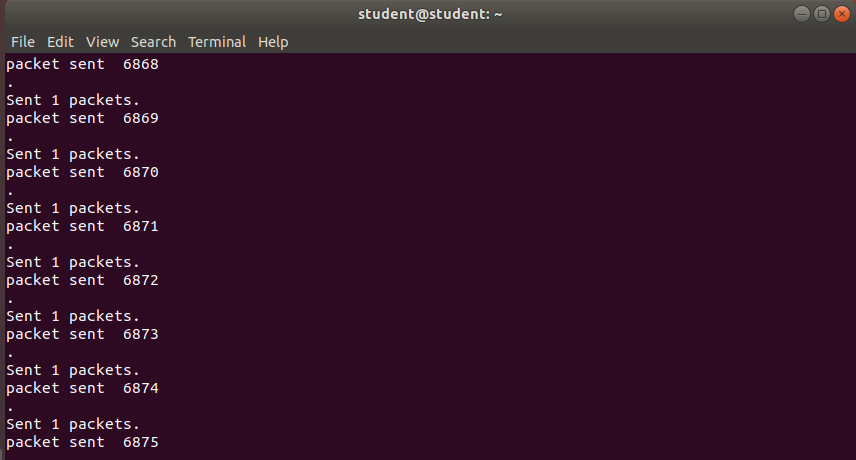 student@student: ~
File Edit View Search Terminal Help
packet sent  6868
.
Sent 1 packets.
packet sent  6869
.
Sent 1 packets.
packet sent  6870
.
Sent 1 packets.
packet sent  6871
.
Sent 1 packets.
packet sent  6872
.
Sent 1 packets.
packet sent  6873
.
Sent 1 packets.
packet sent  6874
.
Sent 1 packets.
packet sent  6875